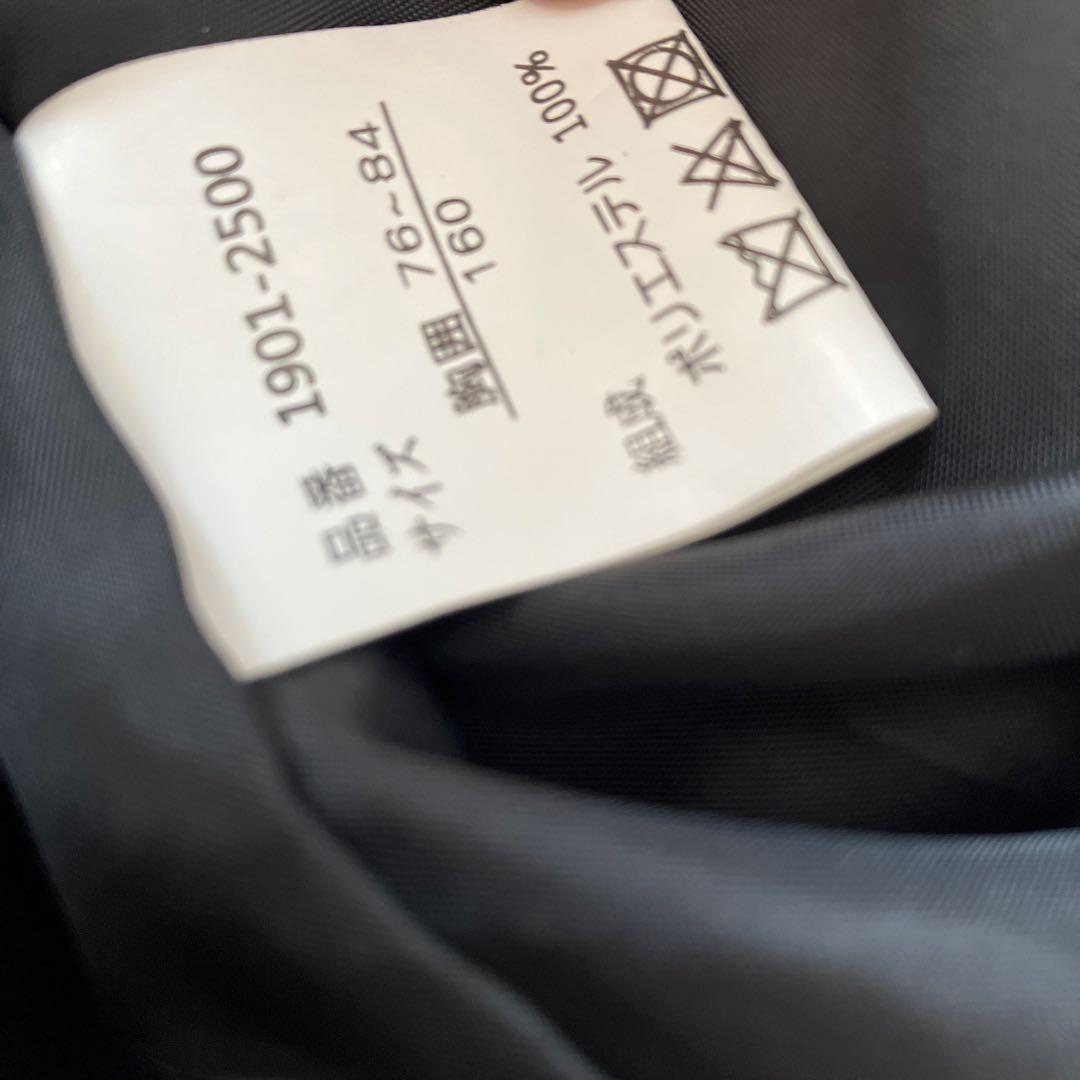 品番 1901-2500
サイズ
胸囲 76~84
160
組成
ポリエステル 100%